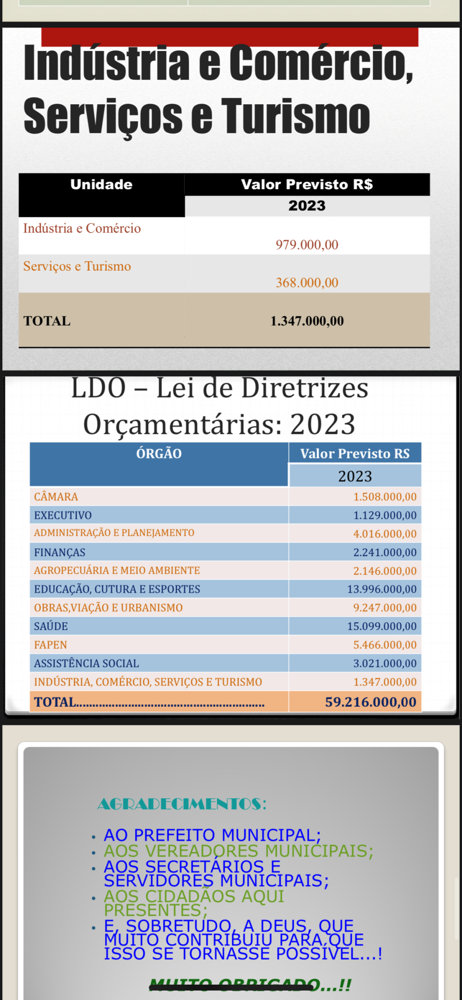 Indústria e Comércio,
Serviços e Turismo
Unidade
Valor Previsto R$
2023
Indústria e Comércio
979.000,00
Serviços e Turismo
368.000,00
TOTAL
1.347.000,00
LDO – Lei de Diretrizes
Orçamentárias: 2023
ÓRGÃO
Valor Previsto RS
2023
CÂMARA 1.508.000,00
EXECUTIVO 1.129.000,00
ADMINISTRAÇÃO E PLANEJAMENTO 4.016.000,00
FINANÇAS 2.241.000,00
AGROPECUÁRIA E MEIO AMBIENTE 2.146.000,00
EDUCAÇÃO, CUTURA E ESPORTES 13.996.000,00
OBRAS,VIAÇÃO E URBANISMO 9.247.000,00
SAÚDE 15.099.000,00
FAPEN 5.466.000,00
ASSISTÊNCIA SOCIAL 3.021.000,00
INDÚSTRIA, COMÉRCIO, SERVIÇOS E TURISMO 1.347.000,00
TOTAL.......................................................... 59.216.000,00
AGRADECIMENTOS:
• AO PREFEITO MUNICIPAL;
• AOS VEREADORES MUNICIPAIS;
• AOS SECRETÁRIOS E
SERVIDORES MUNICIPAIS;
• AOS CIDADÃOS AQUI
PRESENTES;
• E, SOBRETUDO, A DEUS, QUE
MUITO CONTRIBUIU PARA QUE
ISSO SE TORNASSE POSSÍVEL...!
MUITO OBRIGADO...!!